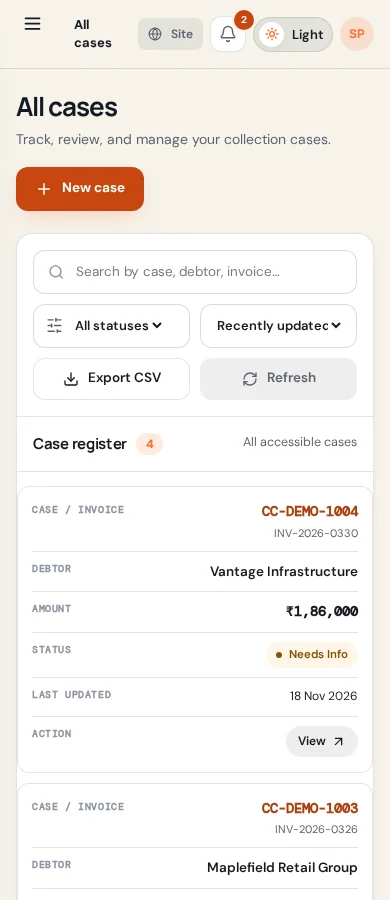 All
cases
Site
2
Light
SP
All cases
Track, review, and manage your collection cases.
New case
Search by case, debtor, invoice...
All statuses
Recently updated
Export CSV
Refresh
Case register 4
All accessible cases
CASE / INVOICE
CC-DEMO-1004
INV-2026-0330
DEBTOR
Vantage Infrastructure
AMOUNT
₹1,86,000
STATUS
Needs Info
LAST UPDATED
18 Nov 2026
ACTION
View
CASE / INVOICE
CC-DEMO-1003
INV-2026-0326
DEBTOR
Maplefield Retail Group